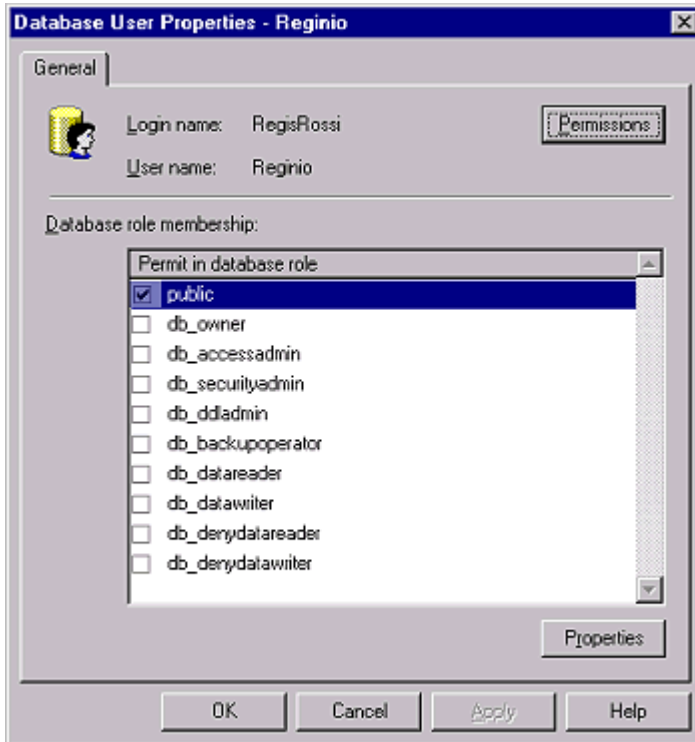 Database User Properties - Reginio
General
Login name: RegisRossi Permissions
User name: Reginio
Database role membership:
Permit in database role
public
db_owner
db_accessadmin
db_securityadmin
db_ddladmin
db_backupoperator
db_datareader
db_datawriter
db_denydatareader
db_denydatawriter
Properties
OK Cancel Apply Help